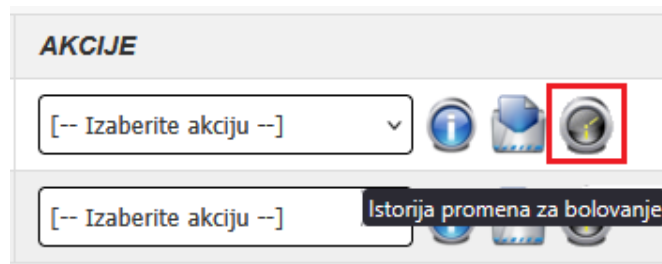 AKCIJE
[-- Izaberite akciju --]
[-- Izaberite akciju --]
Istorija promena za bolovanje